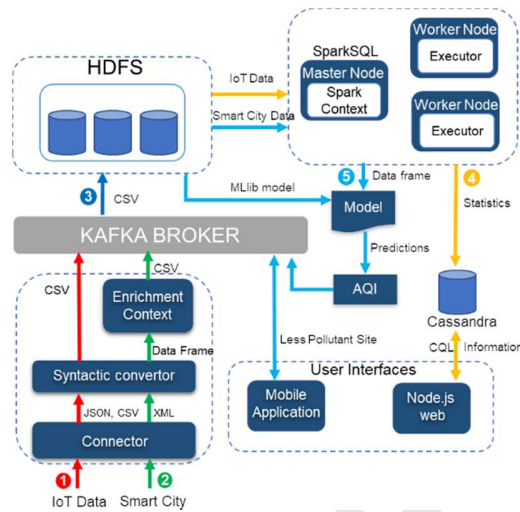 SparkSQL
Worker Node
Executor
HDFS
IoT Data
Master Node
Spark
Context
Smart City Data
Worker Node
Executor
3
CSV
MLlib model
5
Data frame
4
Statistics
Model
KAFKA BROKER
Predictions
CSV
CSV
Enrichment
Context
AQI
Cassandra
Less Pollutant Site
CQL Information
Data Frame
User Interfaces
Syntactic convertor
Mobile
Application
Node.js
web
JSON, CSV
XML
Connector
1
2
IoT Data
Smart City